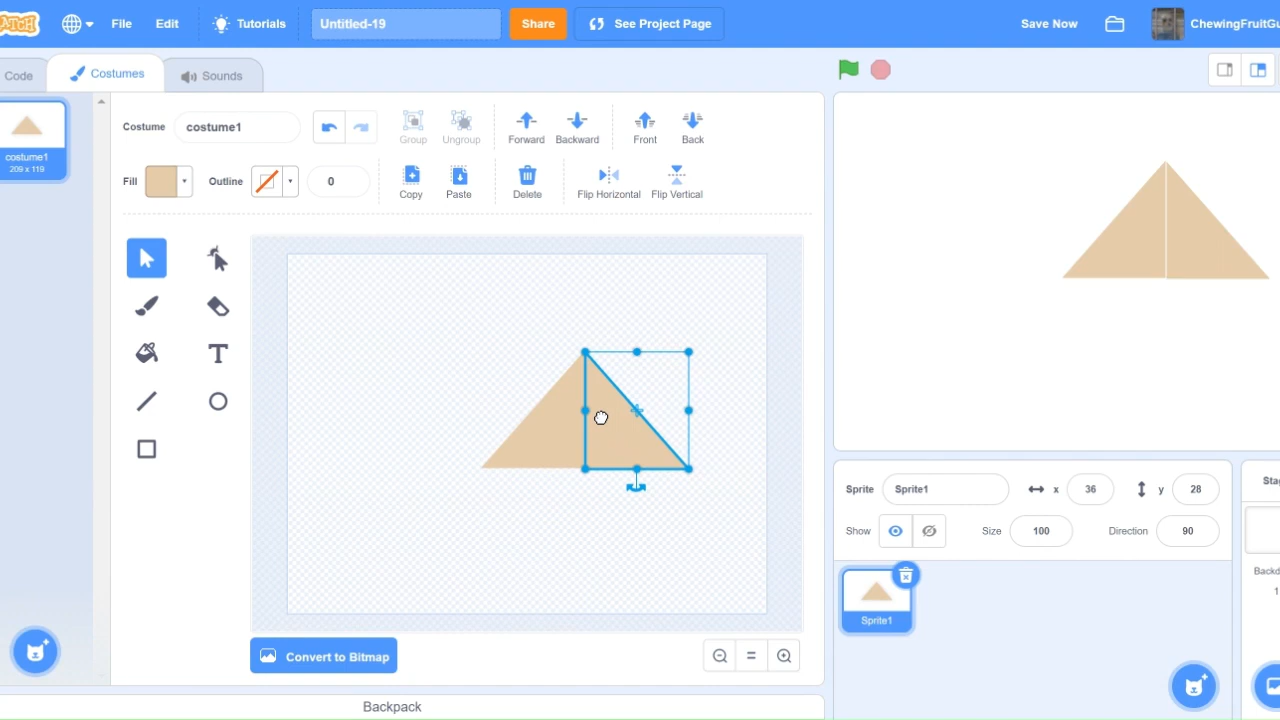 File Edit Tutorials Untitled-19 Share See Project Page Save Now
Code Costumes Sounds
Costume costume1 Group Ungroup Forward Backward Front Back
costume1
209 x 119
Fill Outline 0 Copy Paste Delete Flip Horizontal Flip Vertical
T
Sprite Sprite1 x 36 y 28
Show Size 100 Direction 90
Sprite1
1
Convert to Bitmap
Backpack